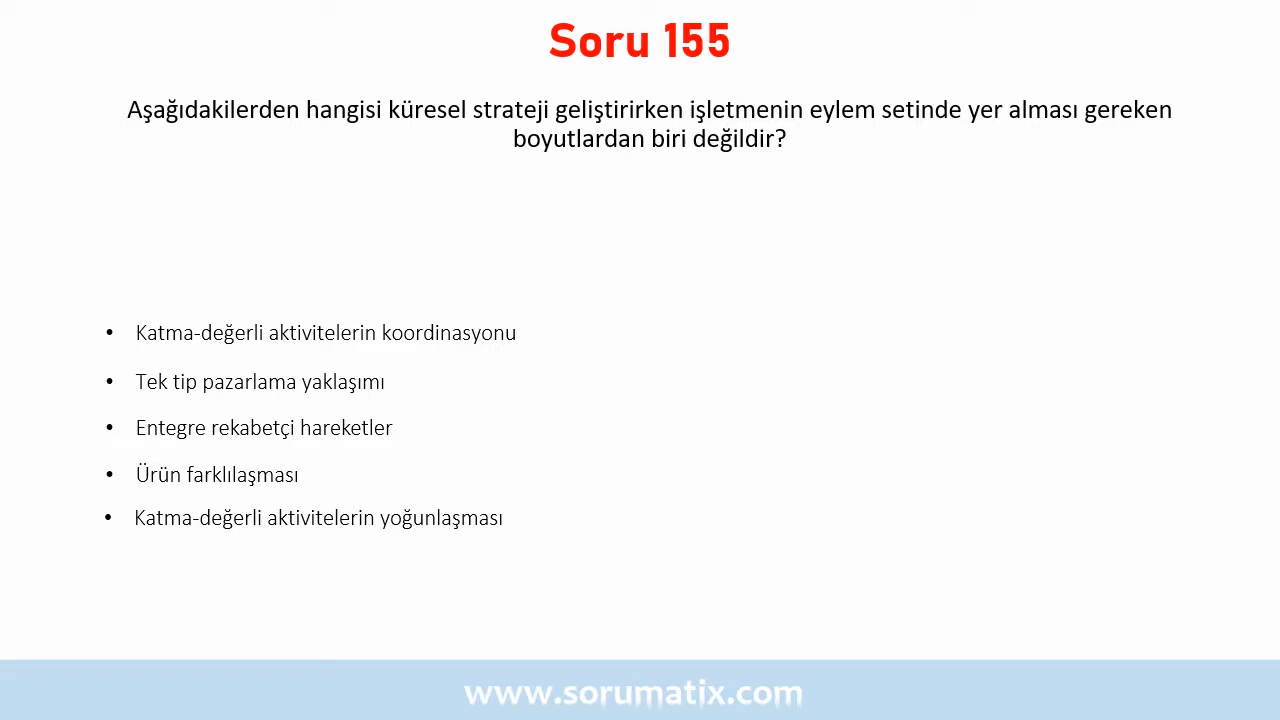 Soru 155
Aşağıdakilerden hangisi küresel strateji geliştirirken işletmenin eylem setinde yer alması gereken
boyutlardan biri değildir?
• Katma-değerli aktivitelerin koordinasyonu
• Tek tip pazarlama yaklaşımı
• Entegre rekabetçi hareketler
• Ürün farklılaşması
• Katma-değerli aktivitelerin yoğunlaşması
www.sorumatix.com